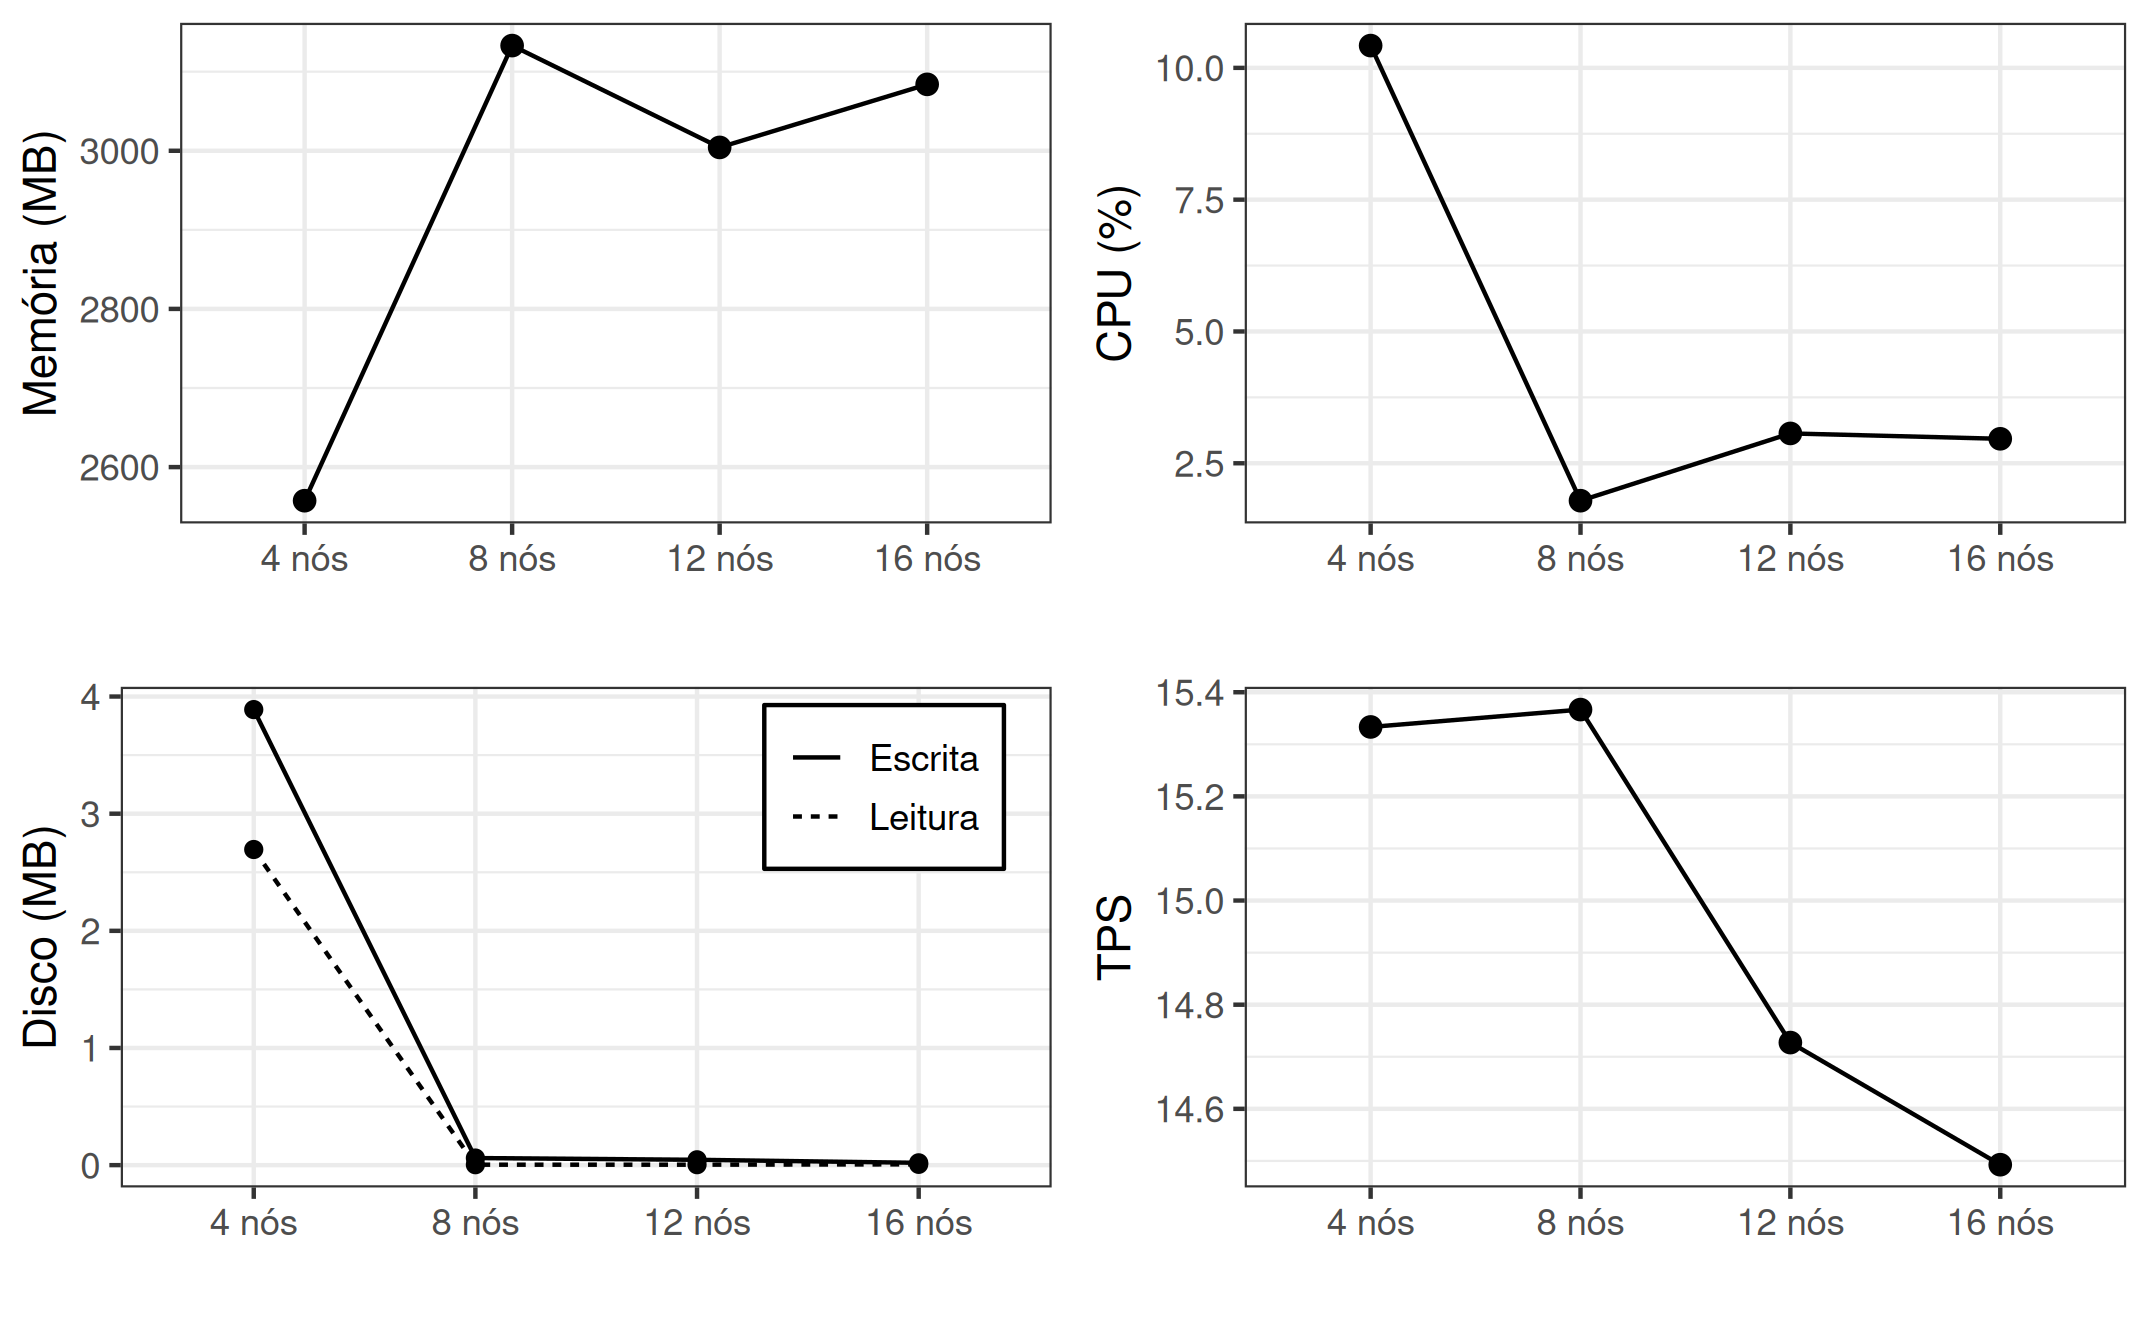 Memória (MB)
3000
2800
2600
4 nós 8 nós 12 nós 16 nós
CPU (%)
10.0
7.5
5.0
2.5
4 nós 8 nós 12 nós 16 nós
Disco (MB)
4
3
2
1
0
Escrita
Leitura
4 nós 8 nós 12 nós 16 nós
TPS
15.4
15.2
15.0
14.8
14.6
4 nós 8 nós 12 nós 16 nós